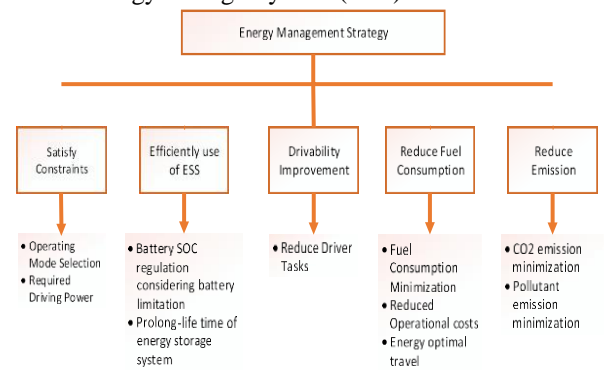 Energy Management Strategy
Satisfy
Constraints
Efficiently use
of ESS
Drivability
Improvement
Reduce Fuel
Consumption
Reduce
Emission
• Operating
Mode Selection
• Required
Driving Power
• Battery SOC
regulation
considering battery
limitation
• Prolong-life time of
energy storage
system
• Reduce Driver
Tasks
• Fuel
Consumption
Minimization
• Reduced
Operational costs
• Energy optimal
travel
• CO2 emission
minimization
• Pollutant
emission
minimization